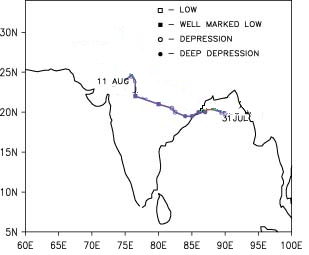 □ – LOW
■ – WELL MARKED LOW
○ – DEPRESSION
● – DEEP DEPRESSION
30N
25N
11 AUG
20N
31JUL
15N
10N
5N
60E 65E 70E 75E 80E 85E 90E 95E 100E